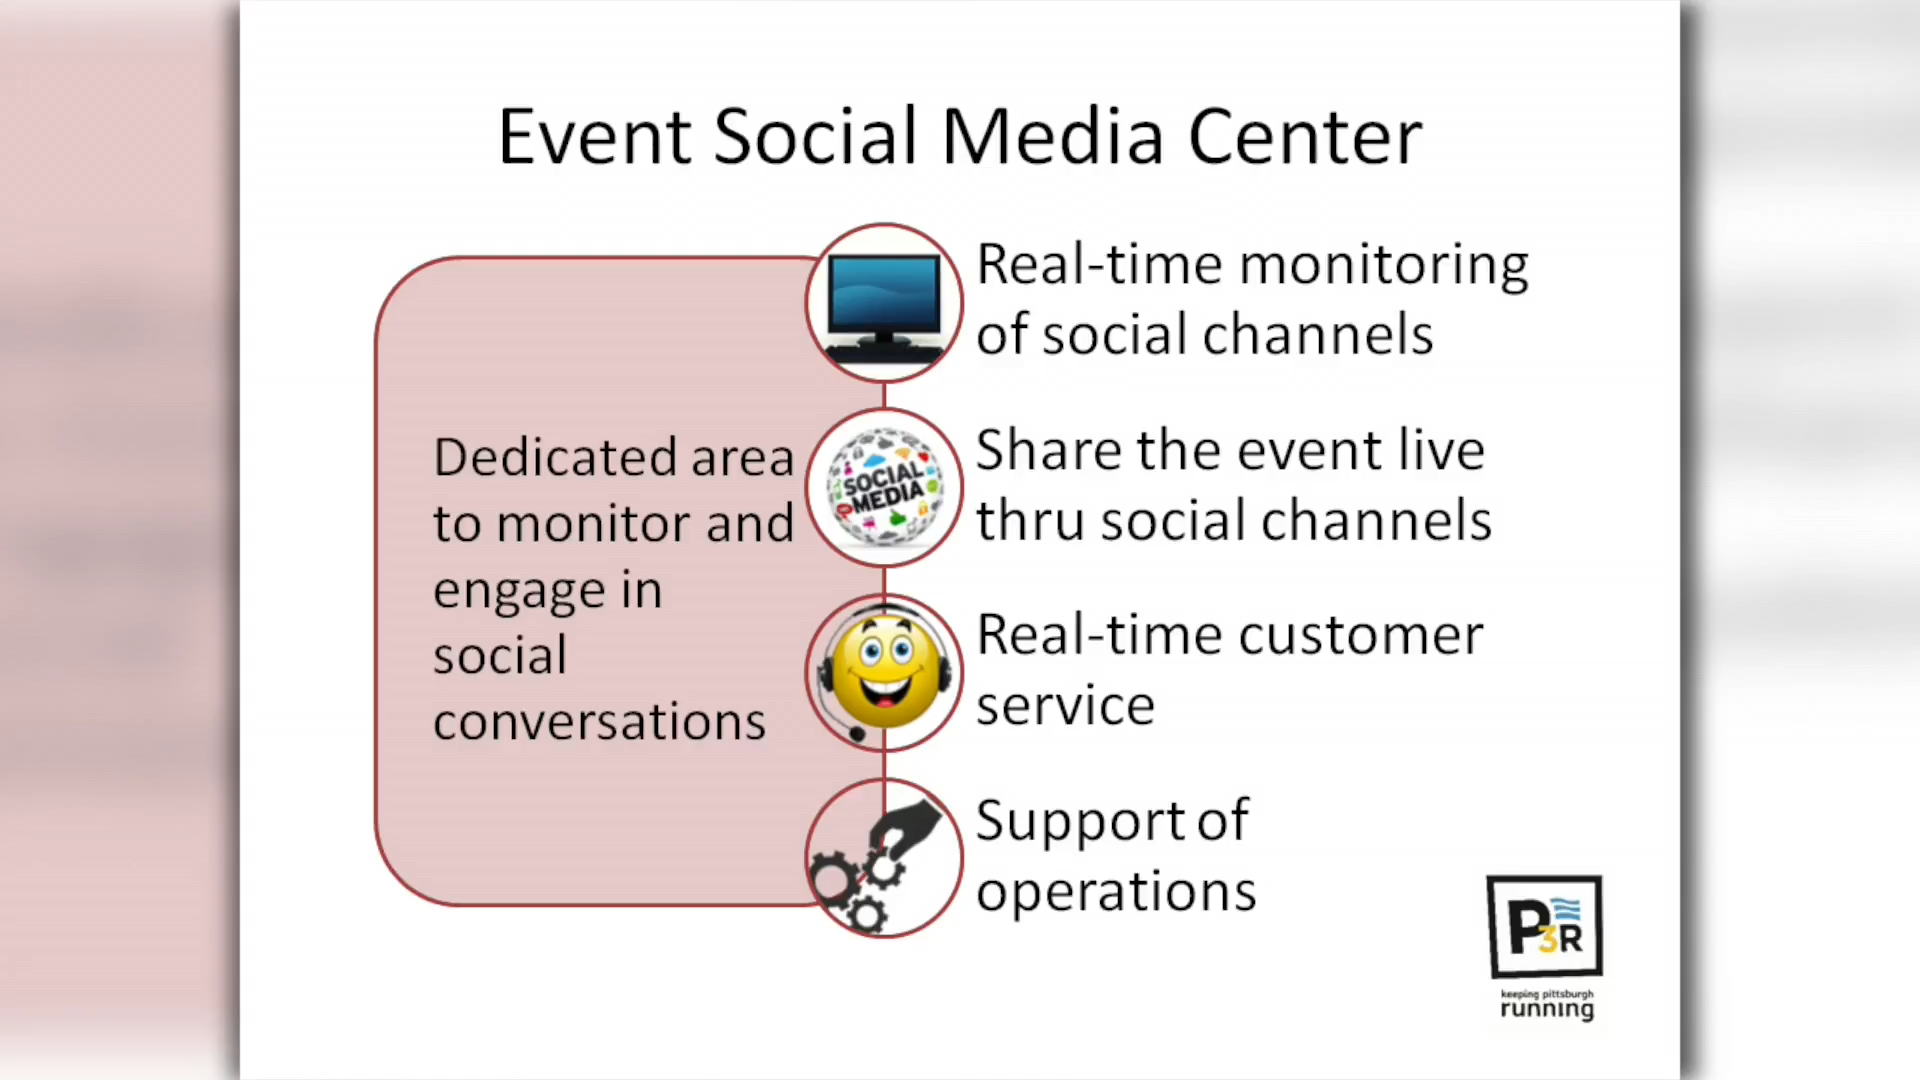 Event Social Media Center
Dedicated area
to monitor and
engage in
social
conversations
Real-time monitoring
of social channels
SOCIAL
MEDIA
Share the event live
thru social channels
Real-time customer
service
Support of
operations
P3R
keeping pittsburgh
running